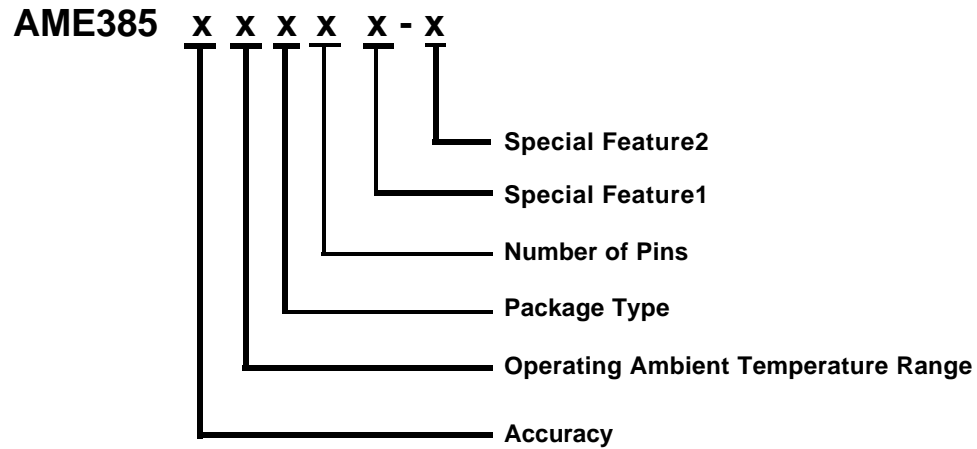 AME385 x x x x x - x
Special Feature2
Special Feature1
Number of Pins
Package Type
Operating Ambient Temperature Range
Accuracy